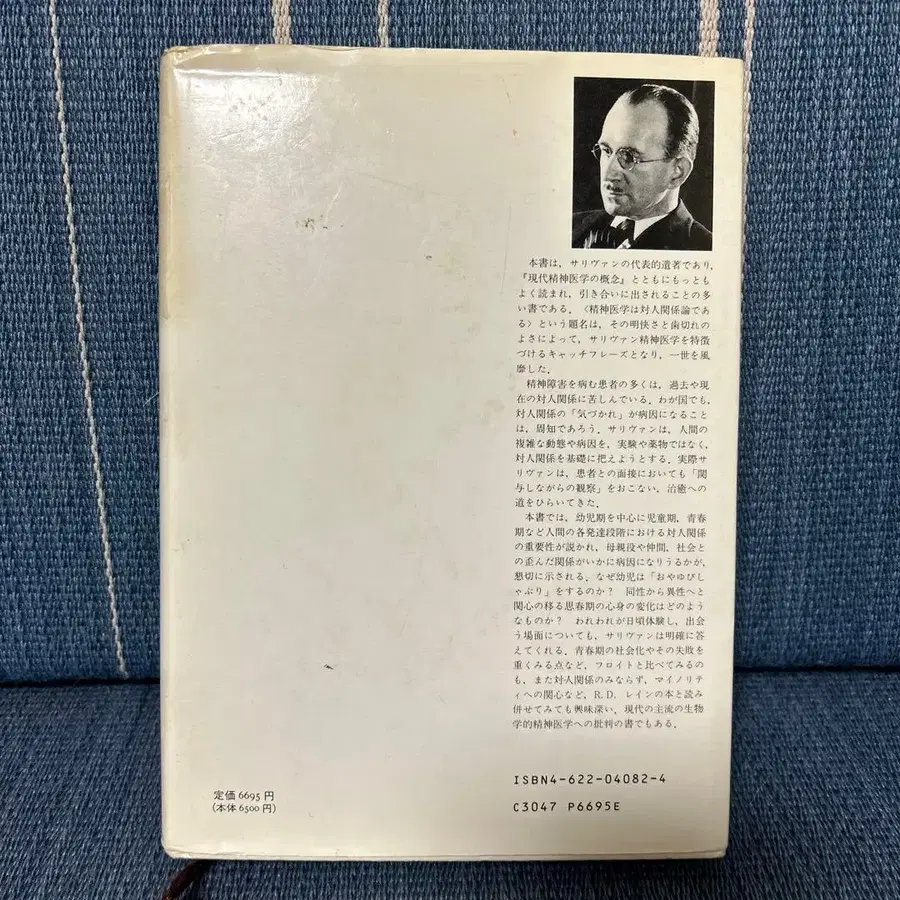 本書は，サリヴァンの代表的遺著であり，
『現代精神医学の概念』とともにもっとも
よく読まれ，引き合いに出されることの多
い書である．〈精神医学は対人関係論であ
る〉という題名は，その明快さと歯切れの
よさによって，サリヴァン精神医学を特徴
づけるキャッチフレーズとなり，一世を風
靡した．
精神障害を病む患者の多くは，過去や現
在の対人関係に苦しんでいる．わが国でも，
対人関係の「気づかれ」が病因になること
は，周知であろう．サリヴァンは，人間の
複雑な動態や病因を，実験や薬物ではなく，
対人関係を基礎に把えようとする．実際サ
リヴァンは，患者との面接においても「関
与しながらの観察」をおこない，治癒への
道をひらいてきた．
本書では，幼児期を中心に児童期，青春
期など人間の各発達段階における対人関係
の重要性が説かれ，母親役や仲間，社会と
の歪んだ関係がいかに病因になりうるかが，
懇切に示される．なぜ幼児は「おやゆびし
ゃぶり」をするのか？　同性から異性へと
関心の移る思春期の心身の変化はどのよう
なものか？　われわれが日頃体験し，出会
う場面についても，サリヴァンは明確に答
えてくれる．青春期の社会化やその失敗を
重くみる点など，フロイトと比べてみるの
も，また対人関係のみならず，マイノリテ
ィへの関心など，R.D．レインの本と読み
併せてみても興味深い．現代の主流の生物
学的精神医学への批判の書でもある．
ISBN4-622-04082-4
C3047 P6695E
定価 6695 円
（本体 6500 円）